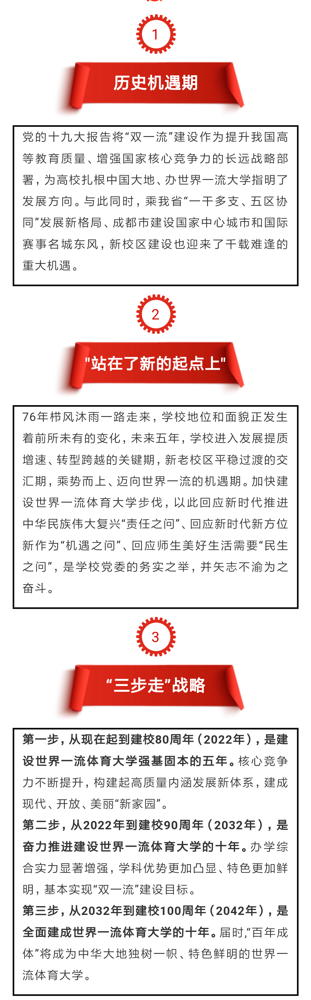 1
历史机遇期
党的十九大报告将“双一流”建设作为提升我国高
等教育质量、增强国家核心竞争力的长远战略部
署，为高校扎根中国大地、办世界一流大学指明了
发展方向。与此同时，乘我省“一干多支、五区协
同”发展新格局、成都市建设国家中心城市和国际
赛事名城东风，新校区建设也迎来了千载难逢的
重大机遇。
2
"站在了新的起点上"
76年栉风沐雨一路走来，学校地位和面貌正发生
着前所未有的变化，未来五年，学校进入发展提质
增速、转型跨越的关键期，新老校区平稳过渡的交
汇期，乘势而上、迈向世界一流的机遇期。加快建
设世界一流体育大学步伐，以此回应新时代推进
中华民族伟大复兴“责任之问”、回应新时代新方位
新作为“机遇之问”、回应师生美好生活需要“民生
之问”，是学校党委的务实之举，并矢志不渝为之
奋斗。
3
“三步走”战略
第一步，从现在起到建校80周年（2022年），是建
设世界一流体育大学强基固本的五年。核心竞争
力不断提升，构建起高质量内涵发展新体系，建成
现代、开放、美丽“新家园”。
第二步，从2022年到建校90周年（2032年），是
奋力推进建设世界一流体育大学的十年。办学综
合实力显著增强，学科优势更加凸显、特色更加鲜
明，基本实现“双一流”建设目标。
第三步，从2032年到建校100周年（2042年），是
全面建成世界一流体育大学的十年。届时,“百年成
体”将成为中华大地独树一帜、特色鲜明的世界一
流体育大学。